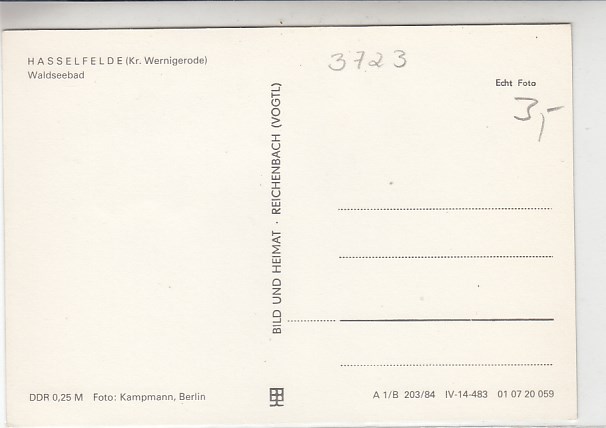 HASSELFELDE (Kr. Wernigerode)
Waldseebad
3723
Echt Foto
3,-
BILD UND HEIMAT · REICHENBACH (VOGTL)
DDR 0,25 M Foto: Kampmann, Berlin
A 1/B 203/84 IV-14-483 01 07 20 059